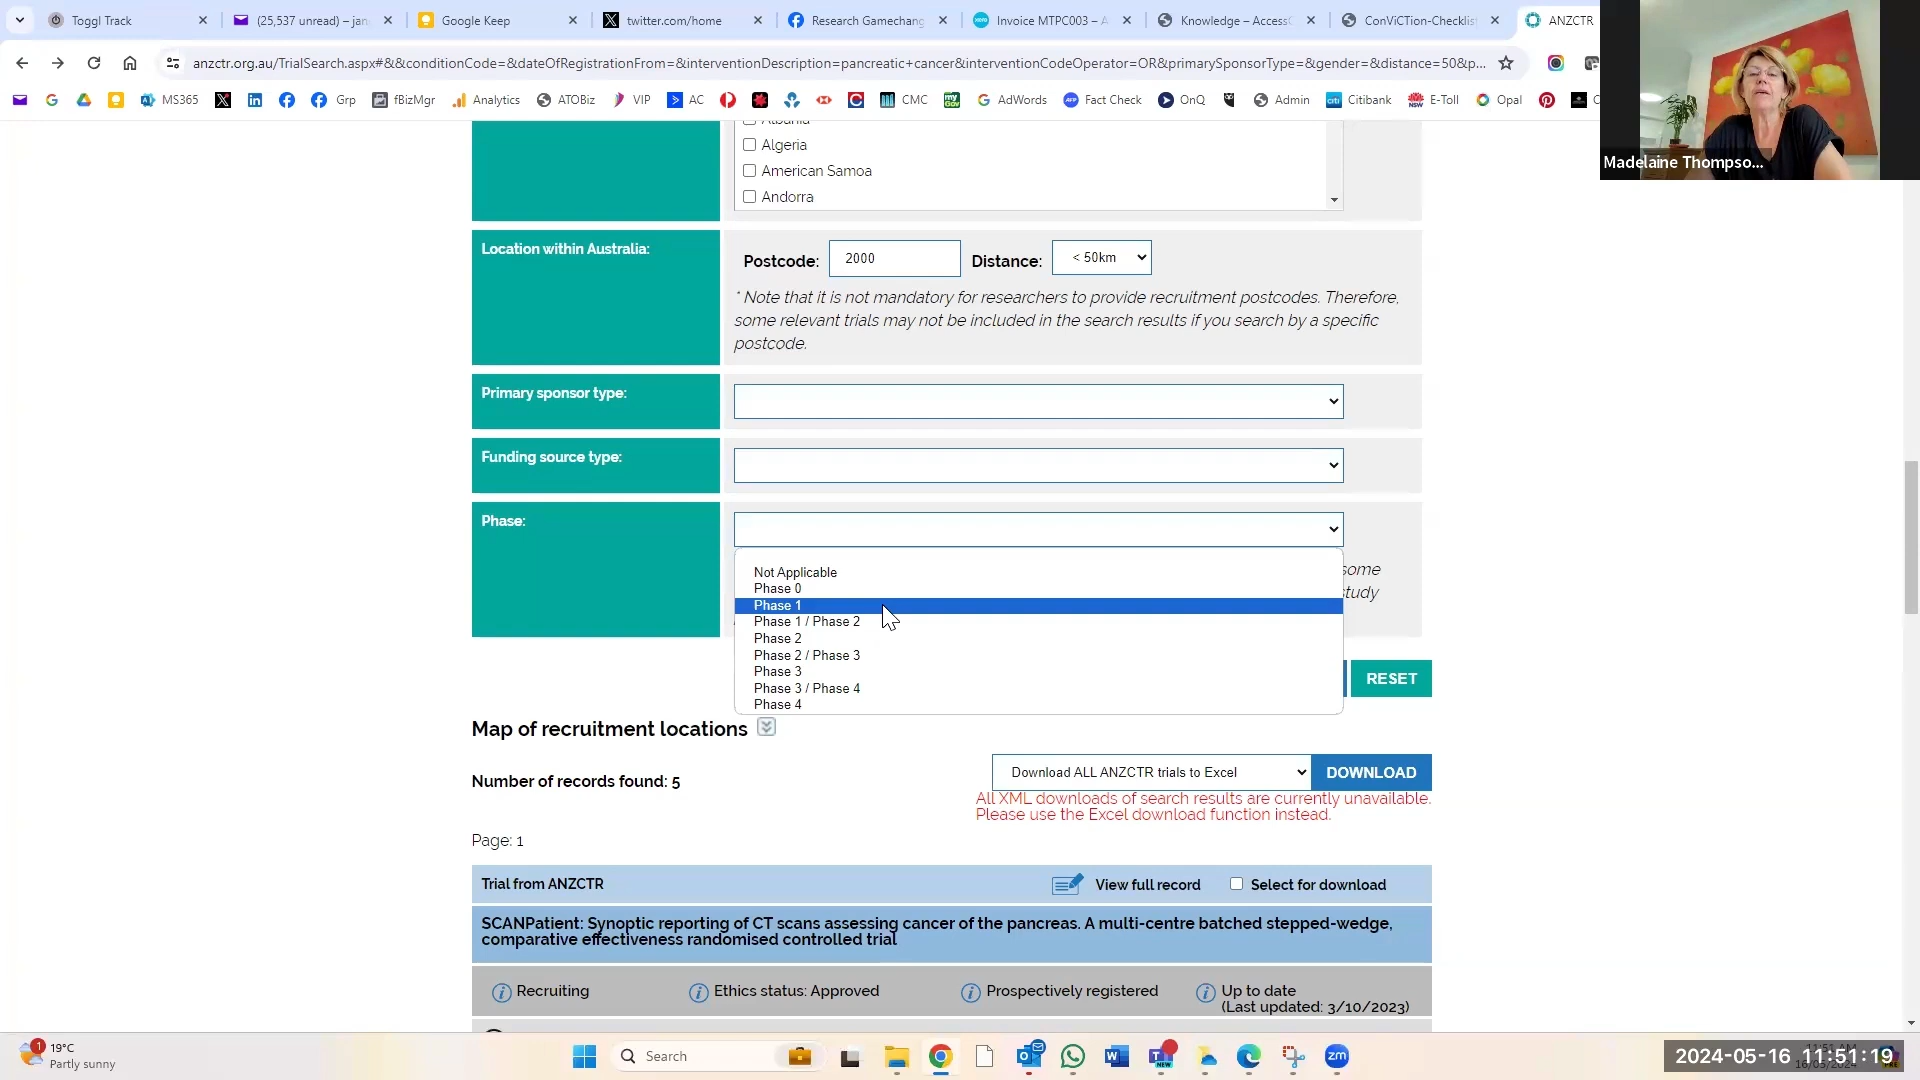 Toggl Track
(25,537 unread) – jan
Google Keep
twitter.com/home
Research Gamechang
Invoice MTPC003 – A
Knowledge – Access
ConViCTion-Checklis
ANZCTR
anzctr.org.au/TrialSearch.aspx#&&conditionCode=&dateOfRegistrationFrom=&interventionDescription=pancreatic+cancer&interventionCodeOperator=OR&primarySponsorType=&gender=&distance=50&p...
MS365
Grp
fBizMgr
Analytics
ATOBiz
VIP
AC
CMC
AdWords
Fact Check
OnQ
Admin
Citibank
E-Toll
Opal
Madelaine Thompso...
Albania
Algeria
American Samoa
Andorra
Location within Australia:
Postcode: 2000 Distance: < 50km
* Note that it is not mandatory for researchers to provide recruitment postcodes. Therefore,
some relevant trials may not be included in the search results if you search by a specific
postcode.
Primary sponsor type:
Funding source type:
Phase:
Not Applicable
some
Phase 0
study
Phase 1
Phase 1 / Phase 2
Phase 2
Phase 2 / Phase 3
Phase 3
Phase 3 / Phase 4
Phase 4
RESET
Map of recruitment locations
Number of records found: 5
Download ALL ANZCTR trials to Excel
DOWNLOAD
All XML downloads of search results are currently unavailable.
Please use the Excel download function instead.
Page: 1
Trial from ANZCTR
View full record
Select for download
SCANPatient: Synoptic reporting of CT scans assessing cancer of the pancreas. A multi-centre batched stepped-wedge,
comparative effectiveness randomised controlled trial
Recruiting
Ethics status: Approved
Prospectively registered
Up to date
(Last updated: 3/10/2023)
19°C
Partly sunny
Search
2024-05-16 11:51:19